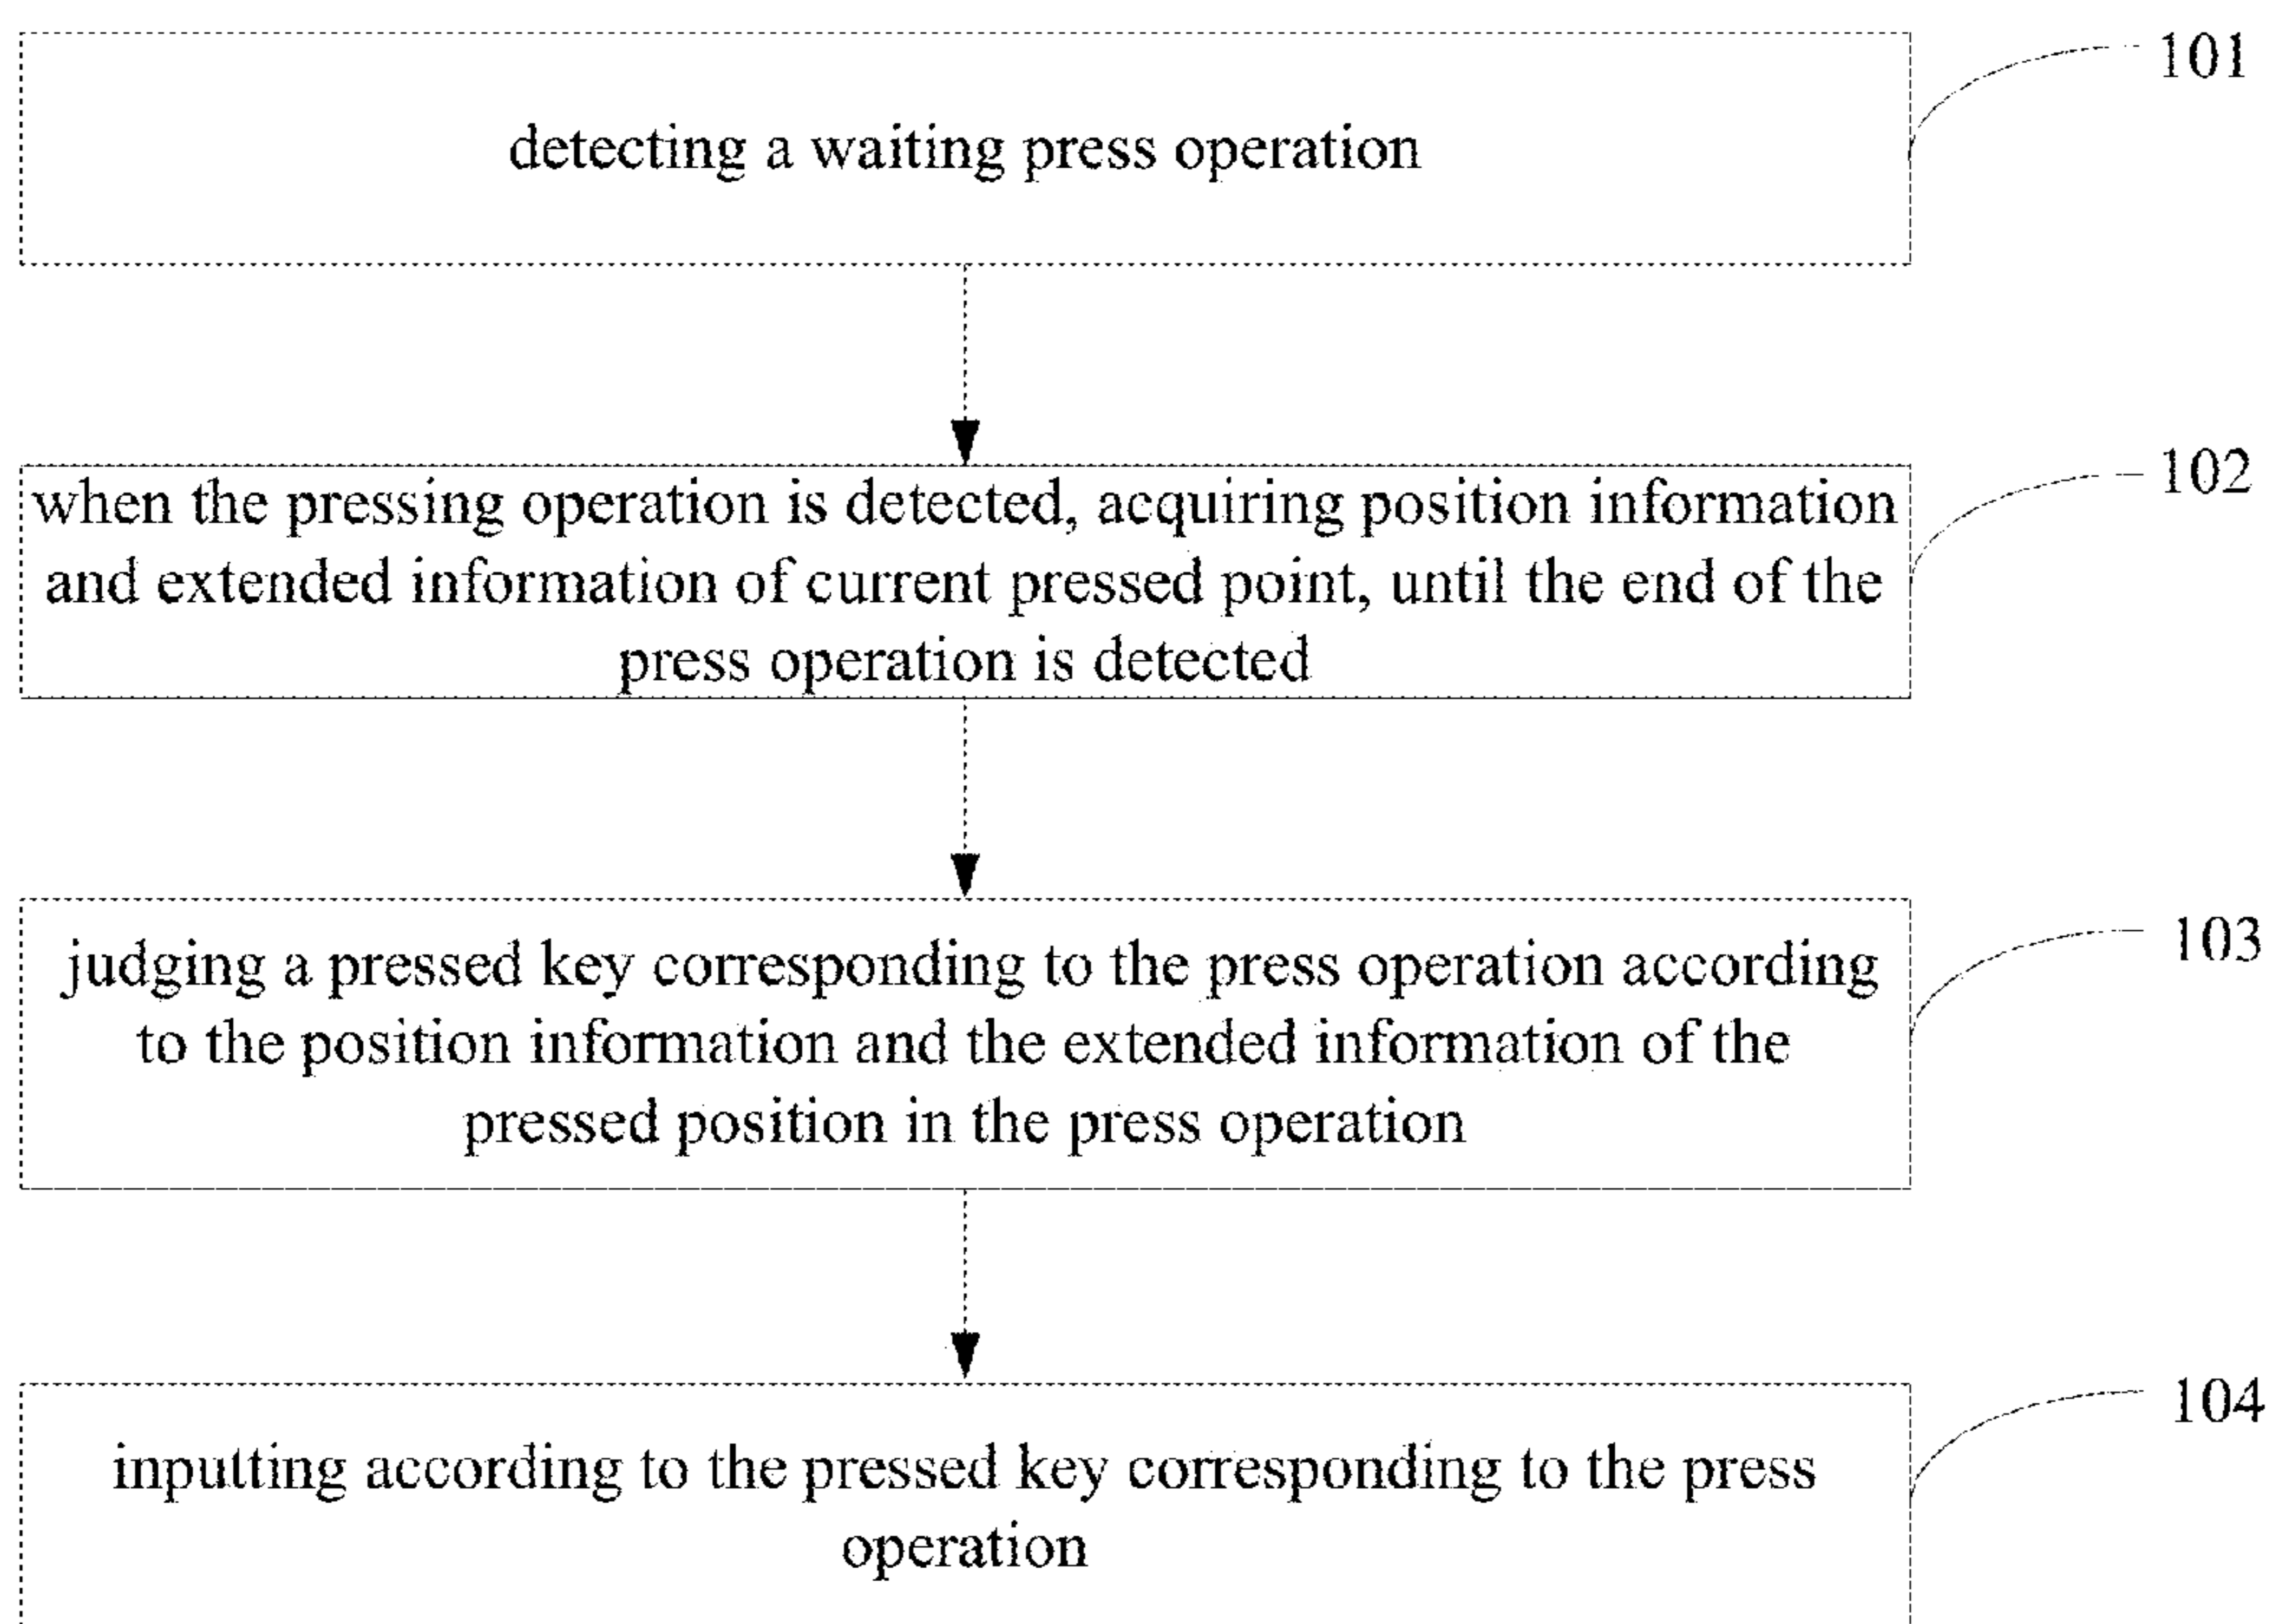 detecting a waiting press operation
101
when the pressing operation is detected, acquiring position information
and extended information of current pressed point, until the end of the
press operation is detected
102
judging a pressed key corresponding to the press operation according
to the position information and the extended information of the
pressed position in the press operation
103
inputting according to the pressed key corresponding to the press
operation
104